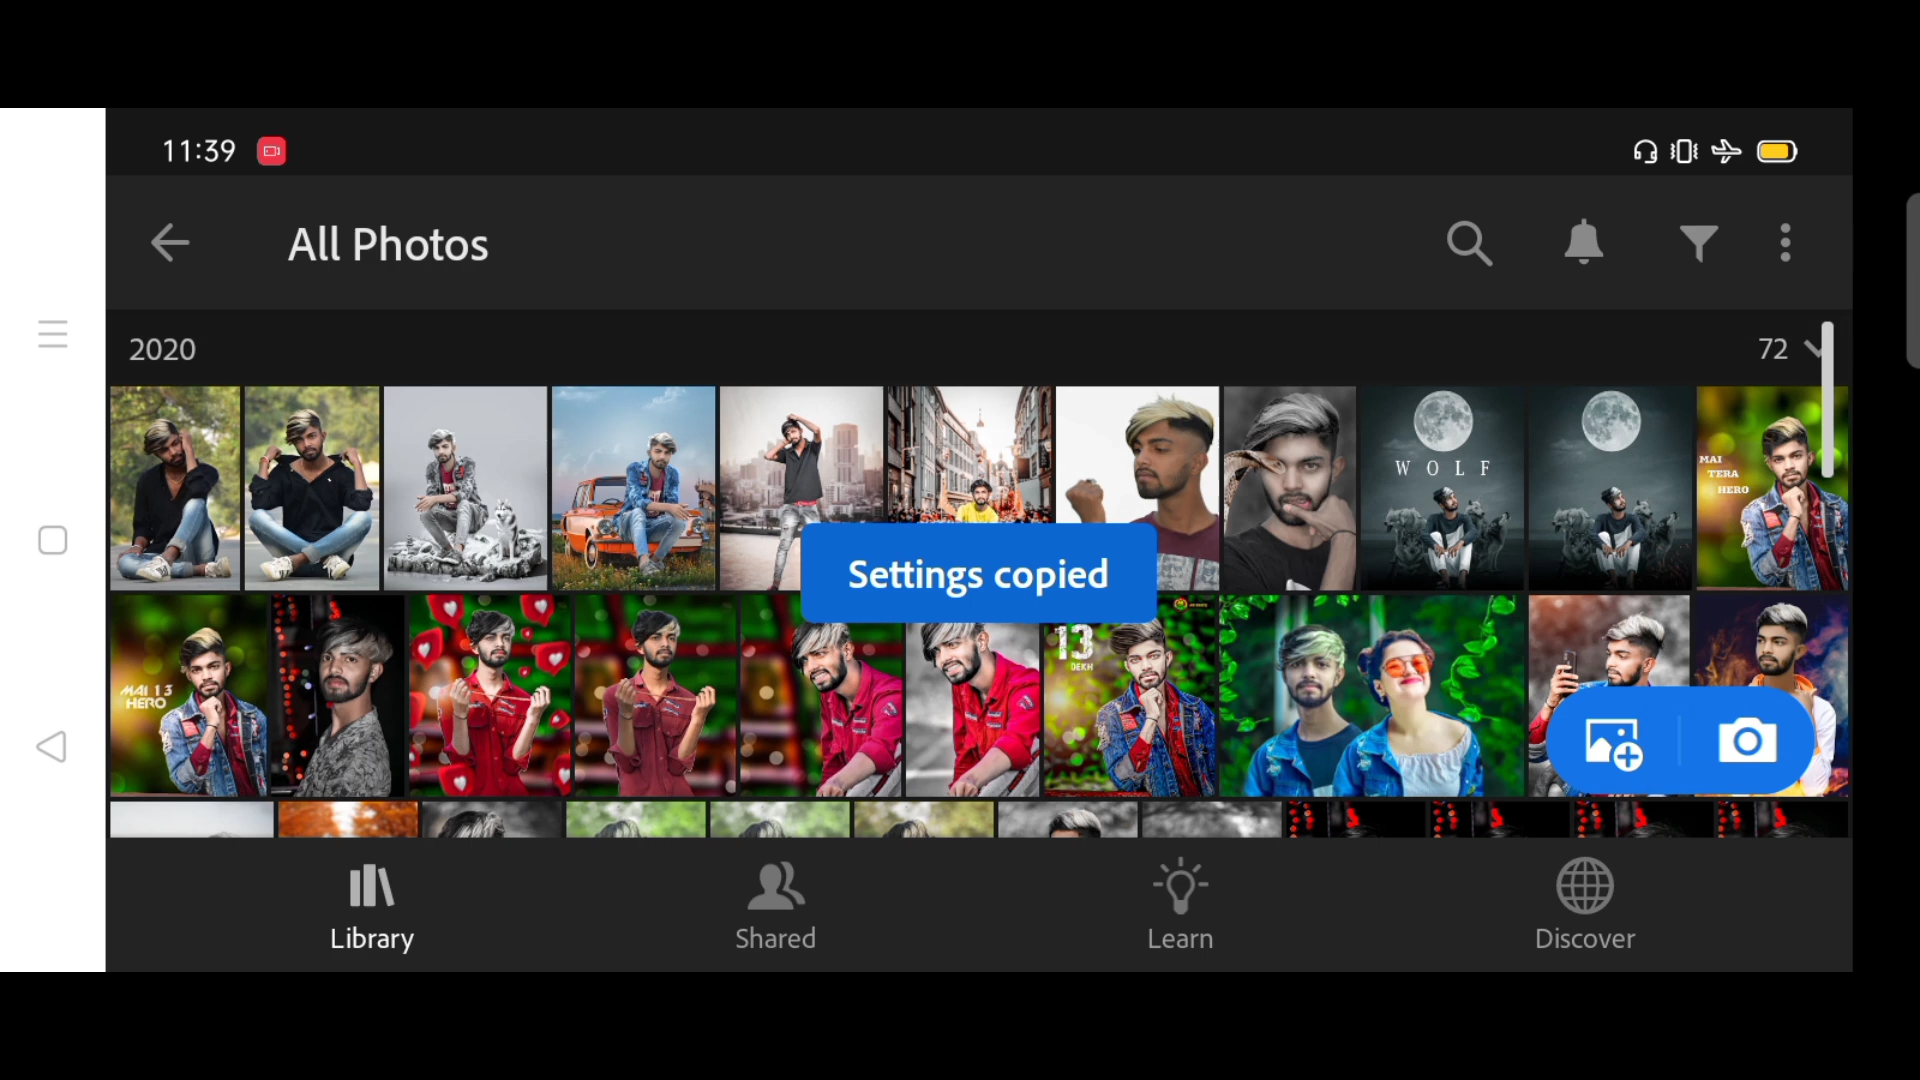 11:39
All Photos
2020
72
WOLF
MAI
TERA
HERO
Settings copied
MAI 13
HERO
13
DEKH
Library
Shared
Learn
Discover